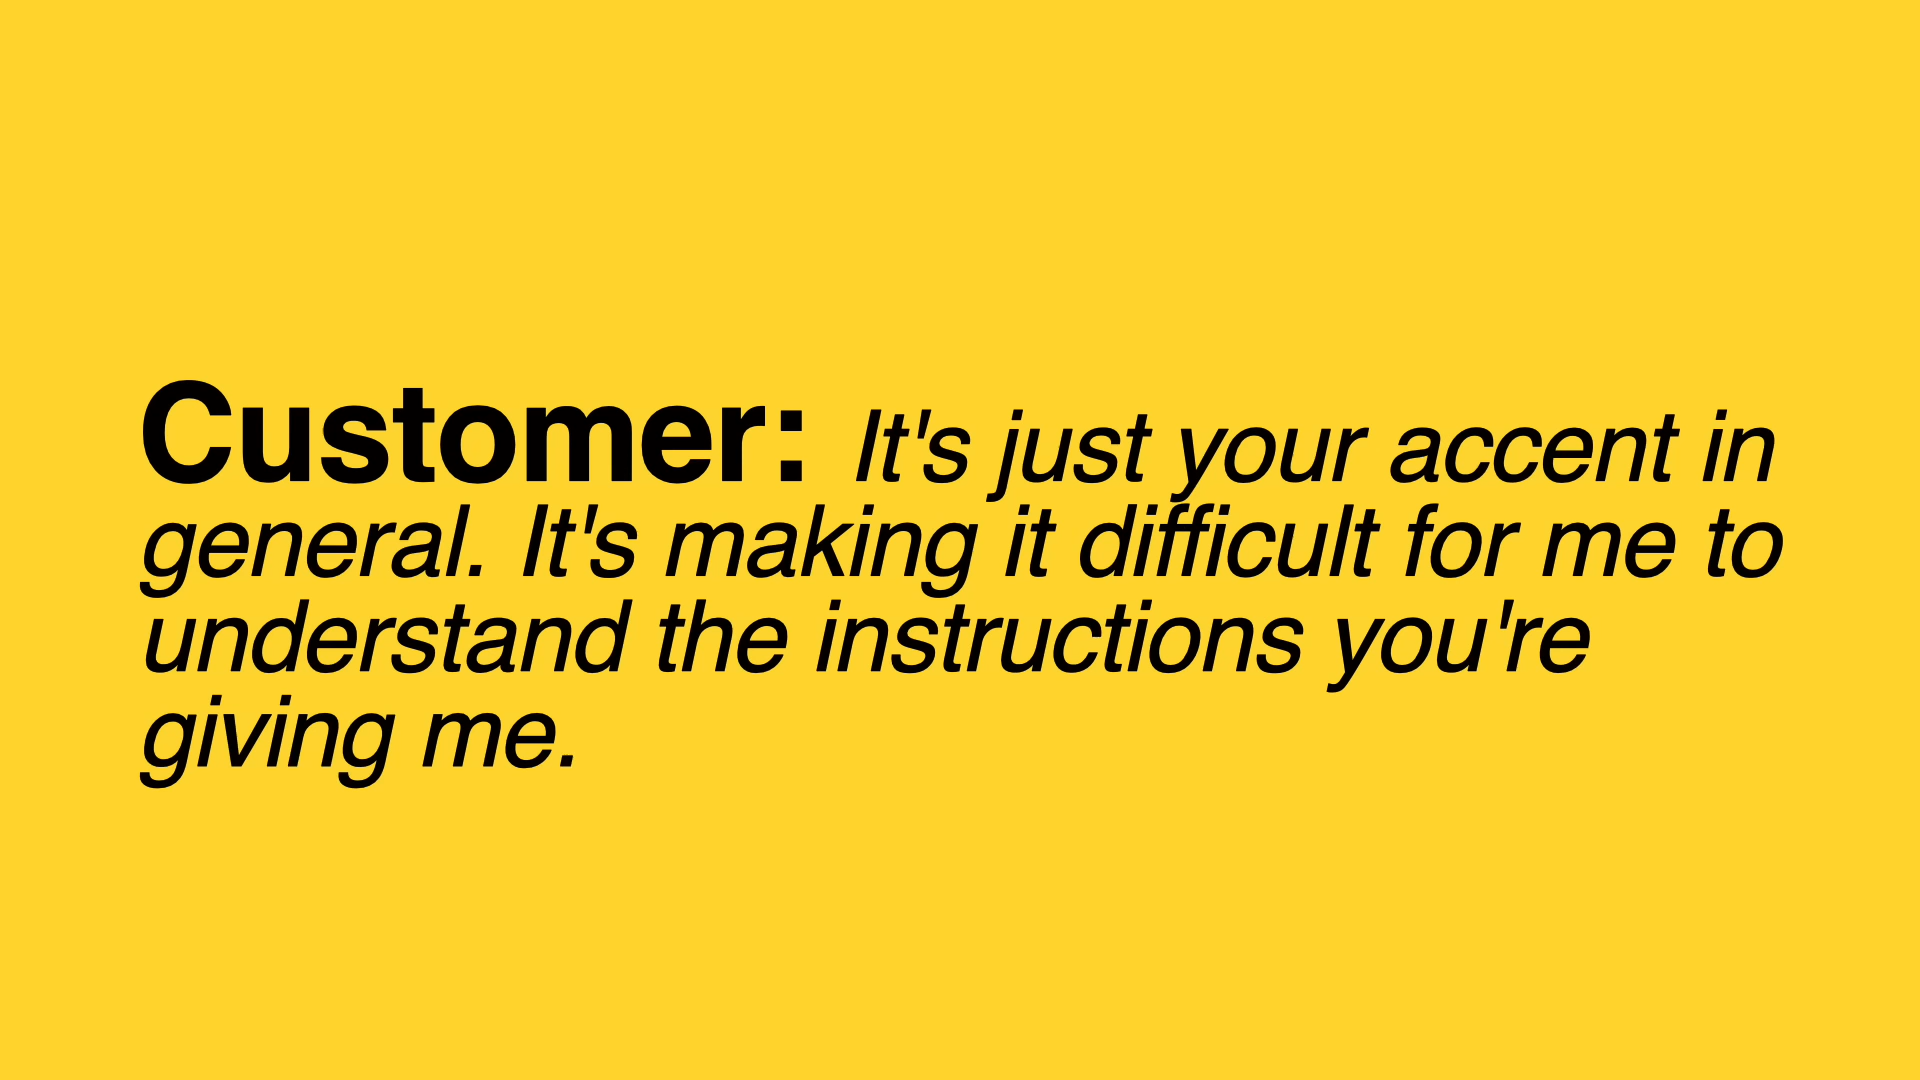 Customer: It's just your accent in
general. It's making it difficult for me to
understand the instructions you're
giving me.